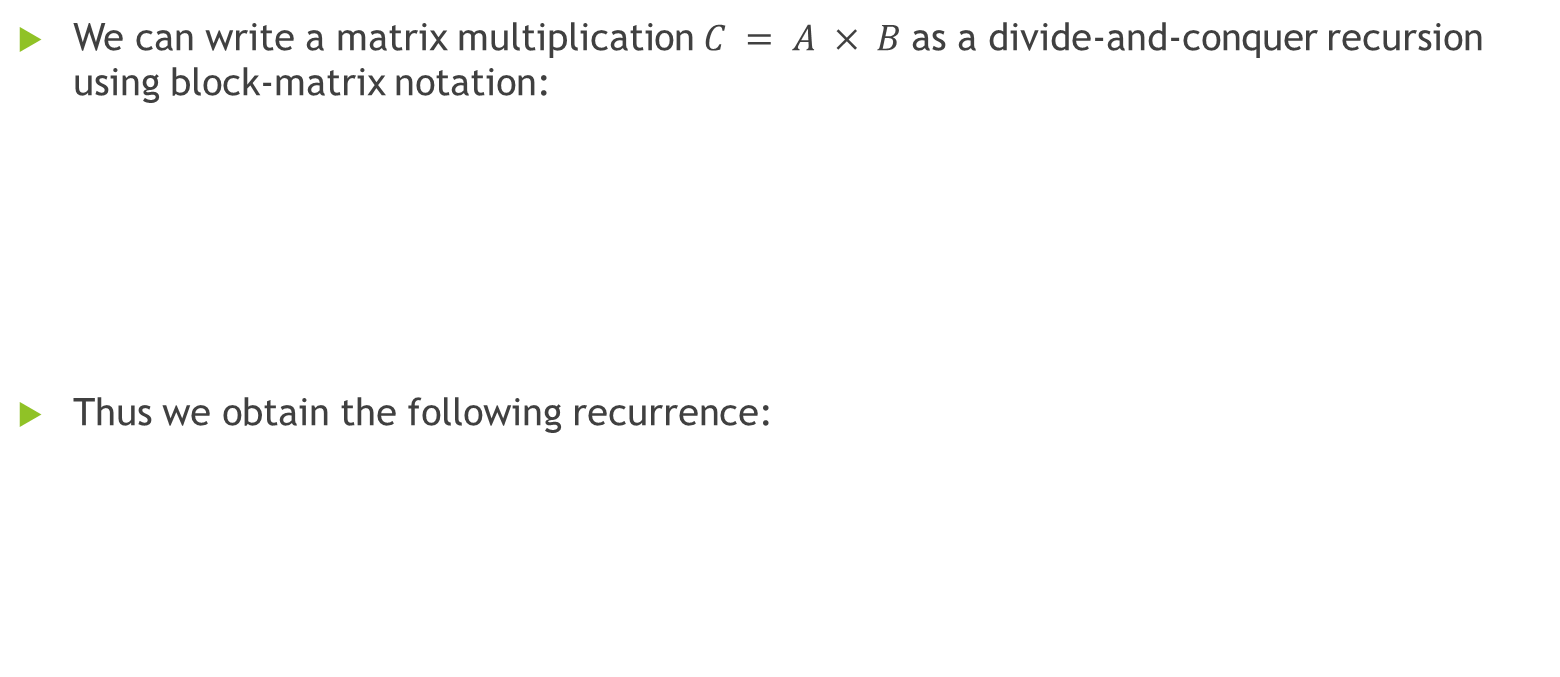 We can write a matrix multiplication C = A × B as a divide-and-conquer recursion
using block-matrix notation:
Thus we obtain the following recurrence: